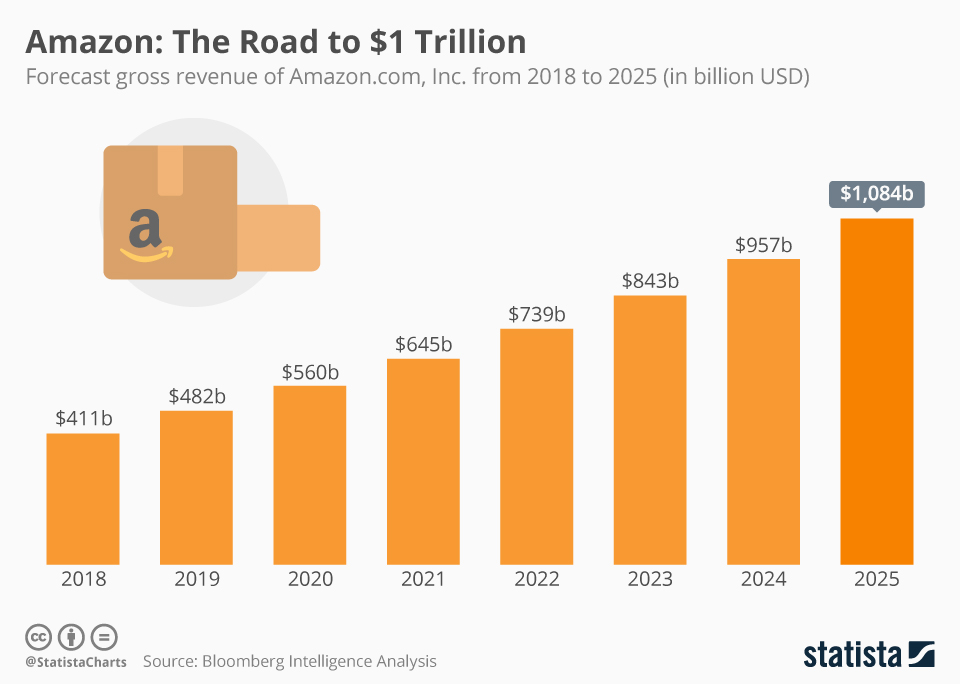 Amazon: The Road to $1 Trillion
Forecast gross revenue of Amazon.com, Inc. from 2018 to 2025 (in billion USD)
a
$411b
$482b
$560b
$645b
$739b
$843b
$957b
$1,084b
2018 2019 2020 2021 2022 2023 2024 2025
cc
@StatistaCharts Source: Bloomberg Intelligence Analysis
statista